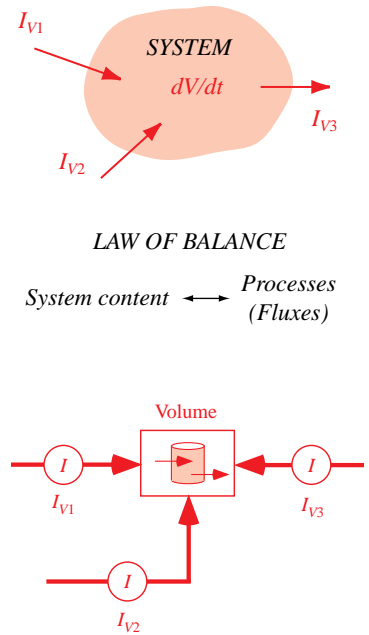 I_V1
SYSTEM
dV/dt
I_V3
I_V2
LAW OF BALANCE
System content ↔ Processes
(Fluxes)
Volume
I I
I_V1 I_V3
I
I_V2